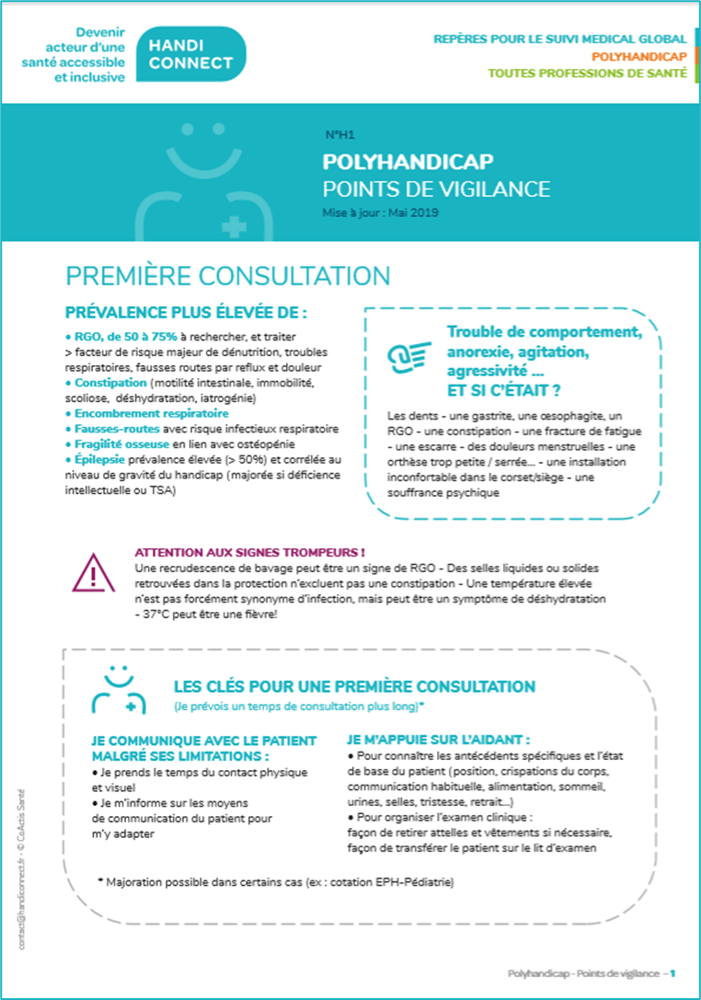 Devenir
acteur d'une
santé accessible
et inclusive
HANDI
CONNECT
REPÈRES POUR LE SUIVI MEDICAL GLOBAL
POLYHANDICAP
TOUTES PROFESSIONS DE SANTÉ
N°H1
POLYHANDICAP
POINTS DE VIGILANCE
Mise à jour : Mai 2019
PREMIÈRE CONSULTATION
PRÉVALENCE PLUS ÉLEVÉE DE :
• RGO, de 50 à 75% à rechercher, et traiter
> facteur de risque majeur de dénutrition, troubles
respiratoires, fausses routes par reflux et douleur
• Constipation (motilité intestinale, immobilité,
scoliose, déshydratation, iatrogénie)
• Encombrement respiratoire
• Fausses-routes avec risque infectieux respiratoire
• Fragilité osseuse en lien avec ostéopénie
• Épilepsie prévalence élevée (> 50%) et corrélée au
niveau de gravité du handicap (majorée si déficience
intellectuelle ou TSA)
Trouble de comportement,
anorexie, agitation,
agressivité ...
ET SI C'ÉTAIT ?
Les dents - une gastrite, une œsophagite, un
RGO - une constipation - une fracture de fatigue
- une escarre - des douleurs menstruelles - une
orthèse trop petite / serrée... - une installation
inconfortable dans le corset/siège - une
souffrance psychique
ATTENTION AUX SIGNES TROMPEURS !
Une recrudescence de bavage peut être un signe de RGO - Des selles liquides ou solides
retrouvées dans la protection n'excluent pas une constipation - Une température élevée
n'est pas forcément synonyme d'infection, mais peut être un symptôme de déshydratation
- 37°C peut être une fièvre!
LES CLÉS POUR UNE PREMIÈRE CONSULTATION
(Je prévois un temps de consultation plus long)*
JE COMMUNIQUE AVEC LE PATIENT
MALGRÉ SES LIMITATIONS :
• Je prends le temps du contact physique
et visuel
• Je m'informe sur les moyens
de communication du patient pour
m'y adapter
JE M'APPUIE SUR L'AIDANT :
• Pour connaître les antécédents spécifiques et l'état
de base du patient (position, crispations du corps,
communication habituelle, alimentation, sommeil,
urines, selles, tristesse, retrait...)
• Pour organiser l'examen clinique :
façon de retirer attelles et vêtements si nécessaire,
façon de transférer le patient sur le lit d'examen
* Majoration possible dans certains cas (ex : cotation EPH-Pédiatrie)
contact@handiconnect.fr - © CoActis Santé
Polyhandicap - Points de vigilance – 1